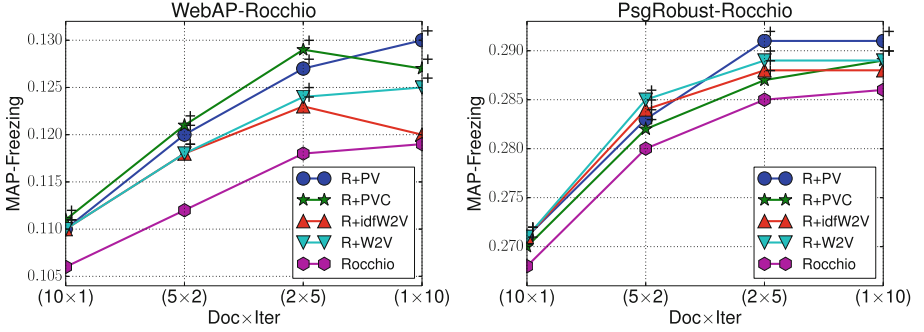 WebAP-Rocchio
MAP-Freezing
0.130
0.125
0.120
0.115
0.110
0.105
R+PV
R+PVC
R+idfW2V
R+W2V
Rocchio
(10×1) (5×2) (2×5) (1×10)
Doc×Iter
PsgRobust-Rocchio
MAP-Freezing
0.290
0.285
0.280
0.275
0.270
R+PV
R+PVC
R+idfW2V
R+W2V
Rocchio
(10×1) (5×2) (2×5) (1×10)
Doc×Iter